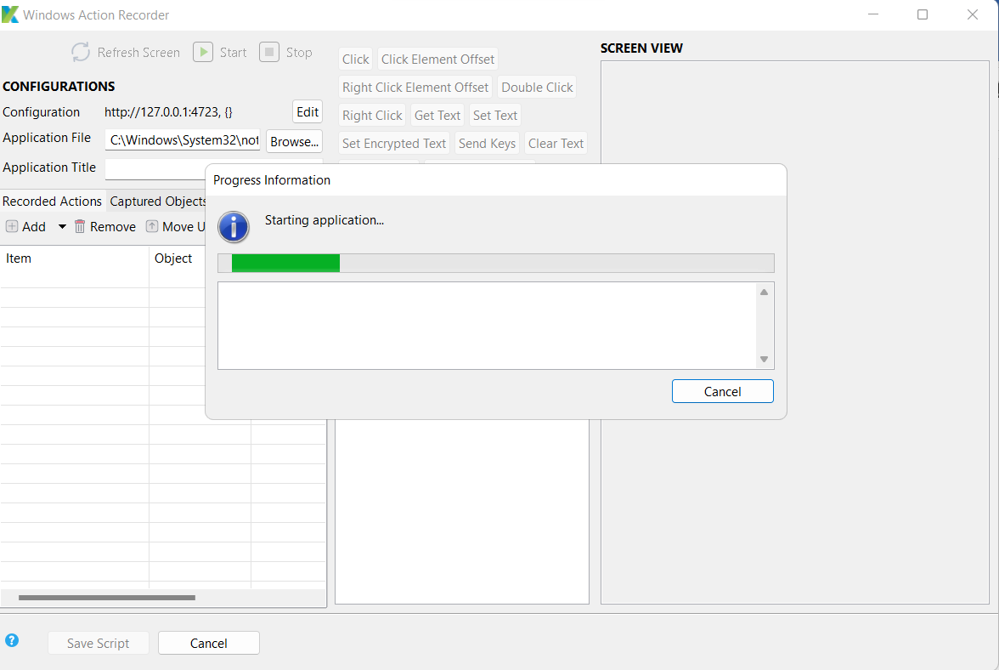 Windows Action Recorder
Refresh Screen Start Stop
CONFIGURATIONS
Configuration http://127.0.0.1:4723, {} Edit
Application File C:\Windows\System32\not Browse...
Application Title
Recorded Actions Captured Objects
Add Remove Move U
Item Object
Click Click Element Offset
Right Click Element Offset Double Click
Right Click Get Text Set Text
Set Encrypted Text Send Keys Clear Text
SCREEN VIEW
Progress Information
Starting application...
Cancel
Save Script Cancel